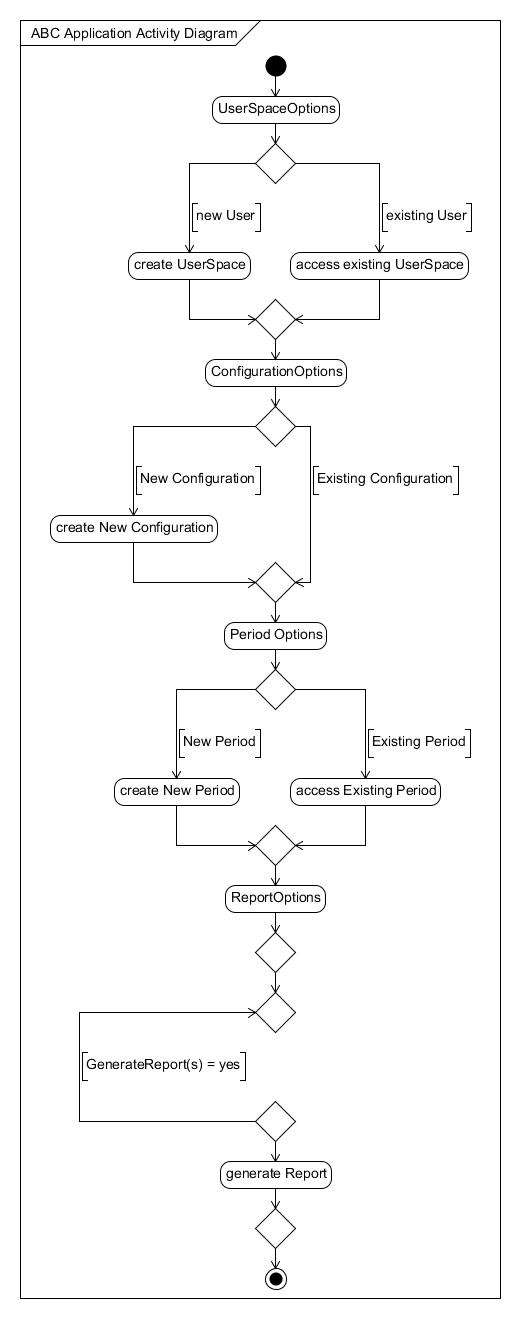 ABC Application Activity Diagram
UserSpaceOptions
new User
existing User
create UserSpace
access existing UserSpace
ConfigurationOptions
New Configuration
Existing Configuration
create New Configuration
Period Options
New Period
Existing Period
create New Period
access Existing Period
ReportOptions
GenerateReport(s) = yes
generate Report